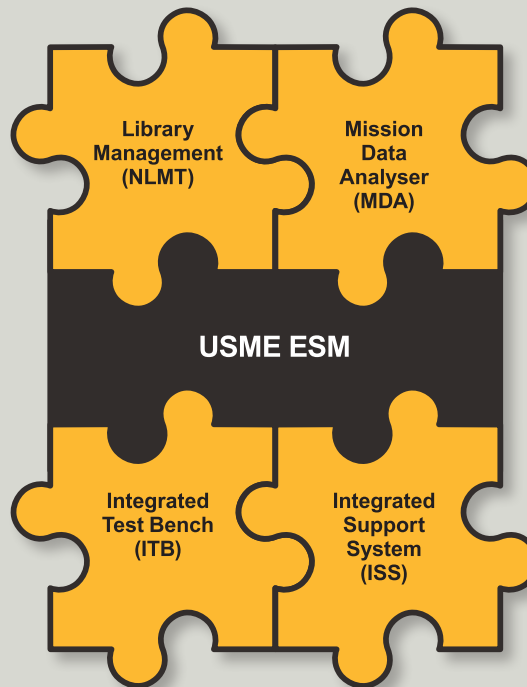 Library
Management
(NLMT)
Mission
Data
Analyser
(MDA)
USME ESM
Integrated
Test Bench
(ITB)
Integrated
Support
System
(ISS)